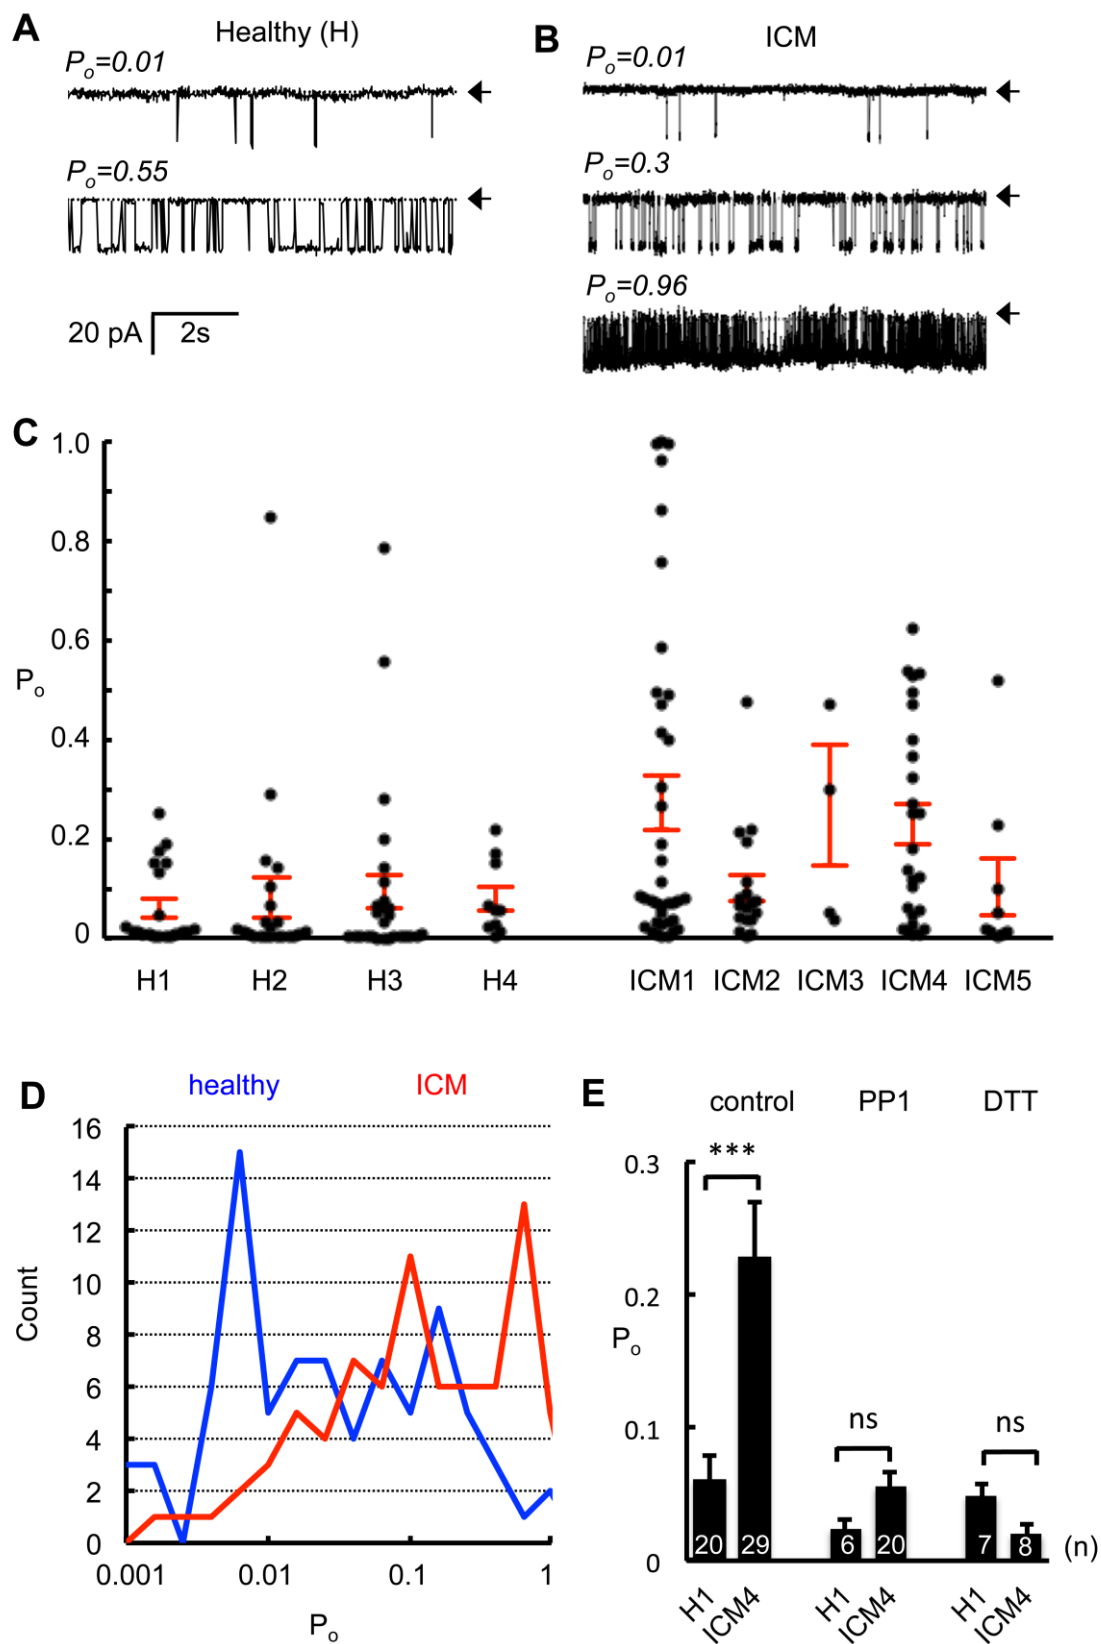 A
Healthy (H)
Po=0.01
Po=0.55
20 pA
2s
B
ICM
Po=0.01
Po=0.3
Po=0.96
C
1.0
0.8
0.6
Po
0.4
0.2
0
H1 H2 H3 H4 ICM1 ICM2 ICM3 ICM4 ICM5
D
healthy ICM
16
14
12
10
Count
8
6
4
2
0
0.001 0.01 0.1 1
Po
E
control PP1 DTT
***
0.3
0.2
Po
0.1
ns
ns
0
20 29 6 20 7 8 (n)
H1 ICM4 H1 ICM4 H1 ICM4